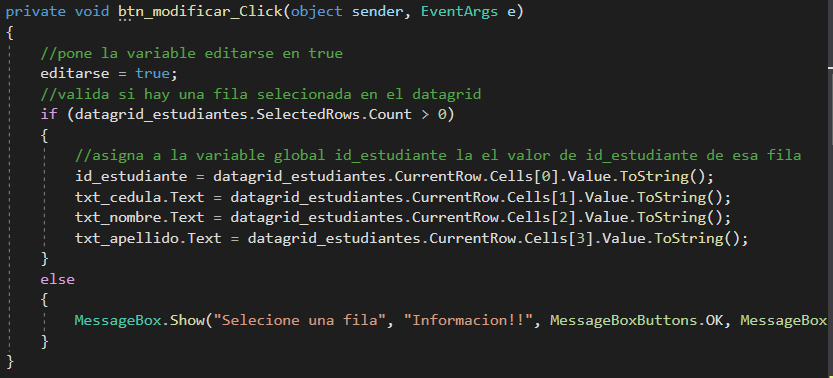 private void btn_modificar_Click(object sender, EventArgs e)
{
//pone la variable editarse en true
editarse = true;
//valida si hay una fila selecionada en el datagrid
if (datagrid_estudiantes.SelectedRows.Count > 0)
{
//asigna a la variable global id_estudiante la el valor de id_estudiante de esa fila
id_estudiante = datagrid_estudiantes.CurrentRow.Cells[0].Value.ToString();
txt_cedula.Text = datagrid_estudiantes.CurrentRow.Cells[1].Value.ToString();
txt_nombre.Text = datagrid_estudiantes.CurrentRow.Cells[2].Value.ToString();
txt_apellido.Text = datagrid_estudiantes.CurrentRow.Cells[3].Value.ToString();
}
else
{
MessageBox.Show("Selecione una fila", "Informacion!!", MessageBoxButtons.OK, MessageBox
}
}